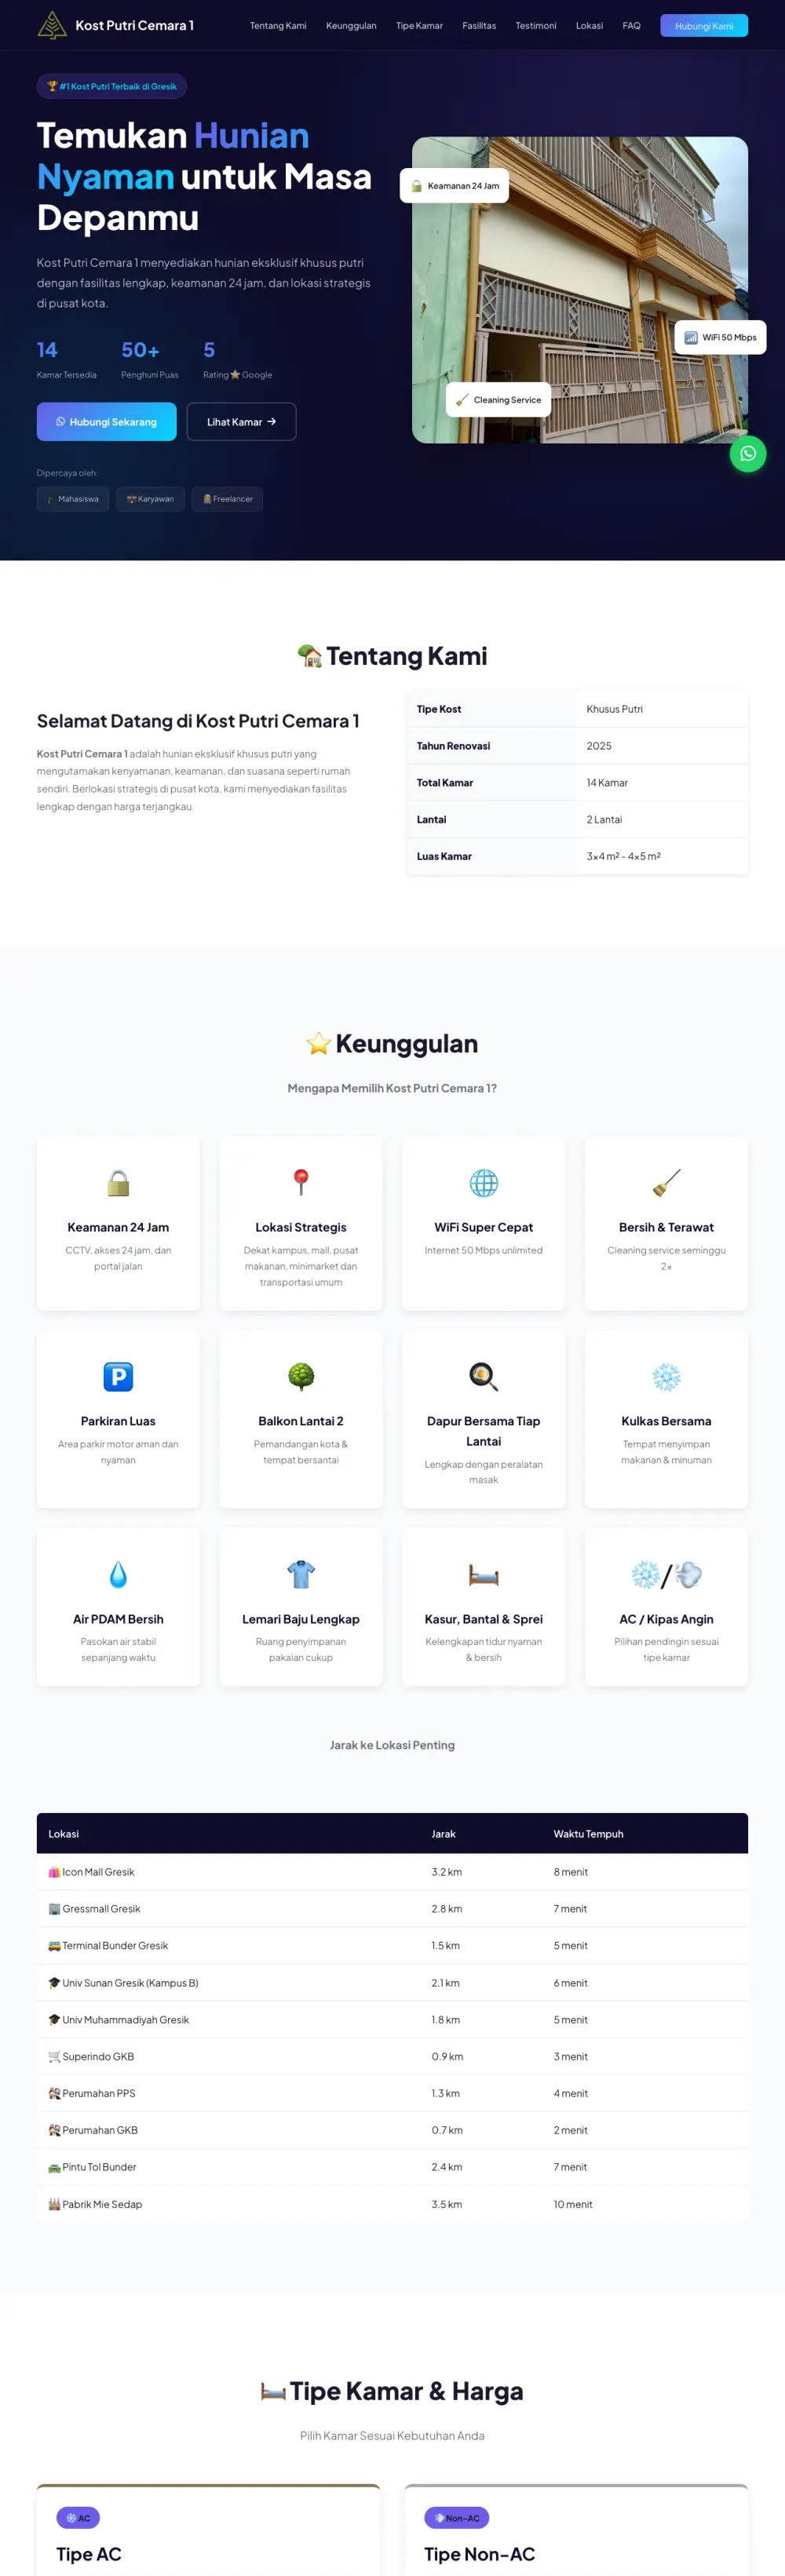 Kost Putri Cemara 1
Tentang Kami
Keunggulan
Tipe Kamar
Fasilitas
Testimoni
Lokasi
FAQ
Hubungi Kami
#1 Kost Putri Terbaik di Gresik
Temukan Hunian
Nyaman untuk Masa
Depanmu
Kost Putri Cemara 1 menyediakan hunian eksklusif khusus putri
dengan fasilitas lengkap, keamanan 24 jam, dan lokasi strategis
di pusat kota.
14
Kamar Tersedia
50+
Penghuni Puas
5
Rating ⭐ Google
Hubungi Sekarang
Lihat Kamar →
Dipercaya oleh:
Mahasiswa
Karyawan
Freelancer
Keamanan 24 Jam
WiFi 50 Mbps
Cleaning Service
Tentang Kami
Selamat Datang di Kost Putri Cemara 1
Kost Putri Cemara 1 adalah hunian eksklusif khusus putri yang
mengutamakan kenyamanan, keamanan, dan suasana seperti rumah
sendiri. Berlokasi strategis di pusat kota, kami menyediakan fasilitas
lengkap dengan harga terjangkau.
Tipe Kost Khusus Putri
Tahun Renovasi 2025
Total Kamar 14 Kamar
Lantai 2 Lantai
Luas Kamar 3×4 m² - 4×5 m²
Keunggulan
Mengapa Memilih Kost Putri Cemara 1?
Keamanan 24 Jam
CCTV, akses 24 jam, dan
portal jalan
Lokasi Strategis
Dekat kampus, mall, pusat
makanan, minimarket dan
transportasi umum
WiFi Super Cepat
Internet 50 Mbps unlimited
Bersih & Terawat
Cleaning service seminggu
2×
P
Parkiran Luas
Area parkir motor aman dan
nyaman
Balkon Lantai 2
Pemandangan kota &
tempat bersantai
Dapur Bersama Tiap
Lantai
Lengkap dengan peralatan
masak
Kulkas Bersama
Tempat menyimpan
makanan & minuman
Air PDAM Bersih
Pasokan air stabil
sepanjang waktu
Lemari Baju Lengkap
Ruang penyimpanan
pakaian cukup
Kasur, Bantal & Sprei
Kelengkapan tidur nyaman
& bersih
/
AC / Kipas Angin
Pilihan pendingin sesuai
tipe kamar
Jarak ke Lokasi Penting
Lokasi Jarak Waktu Tempuh
Icon Mall Gresik 3.2 km 8 menit
Gressmall Gresik 2.8 km 7 menit
Terminal Bunder Gresik 1.5 km 5 menit
Univ Sunan Gresik (Kampus B) 2.1 km 6 menit
Univ Muhammadiyah Gresik 1.8 km 5 menit
Superindo GKB 0.9 km 3 menit
Perumahan PPS 1.3 km 4 menit
Perumahan GKB 0.7 km 2 menit
Pintu Tol Bunder 2.4 km 7 menit
Pabrik Mie Sedap 3.5 km 10 menit
Tipe Kamar & Harga
Pilih Kamar Sesuai Kebutuhan Anda
AC
Tipe AC
Non-AC
Tipe Non-AC